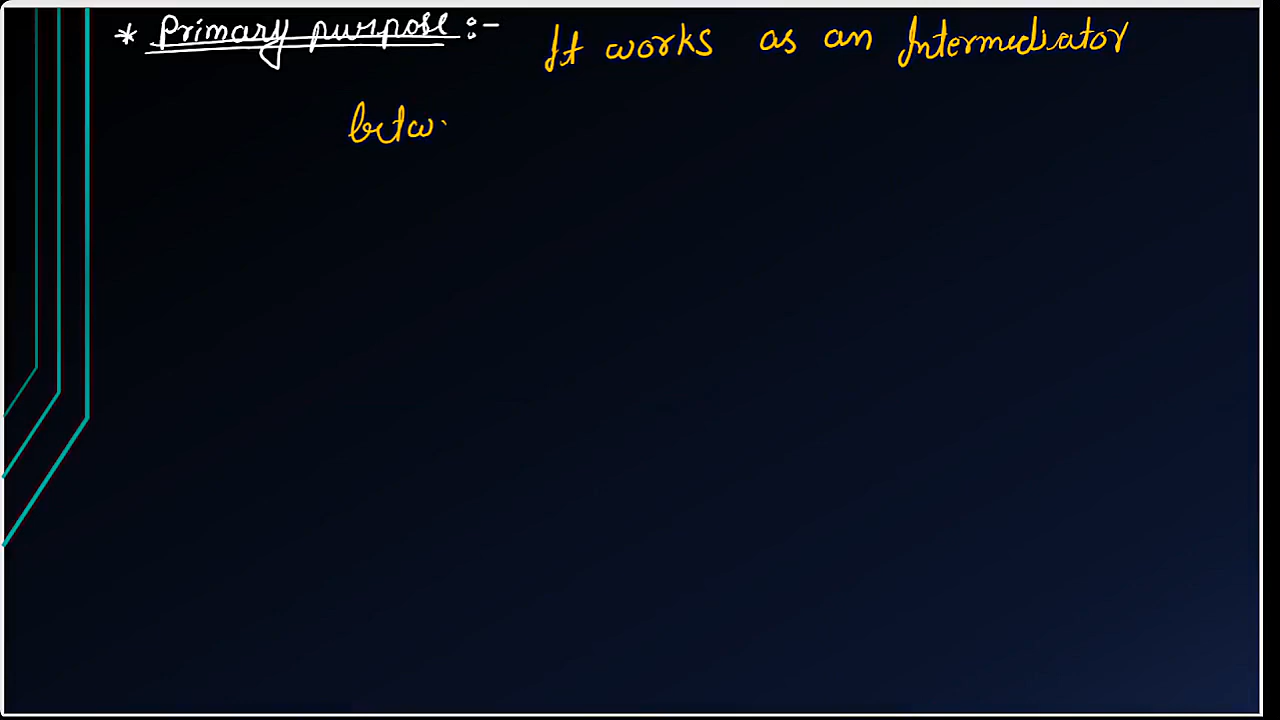 * Primary purpose :- It works as an Intermediator
betw